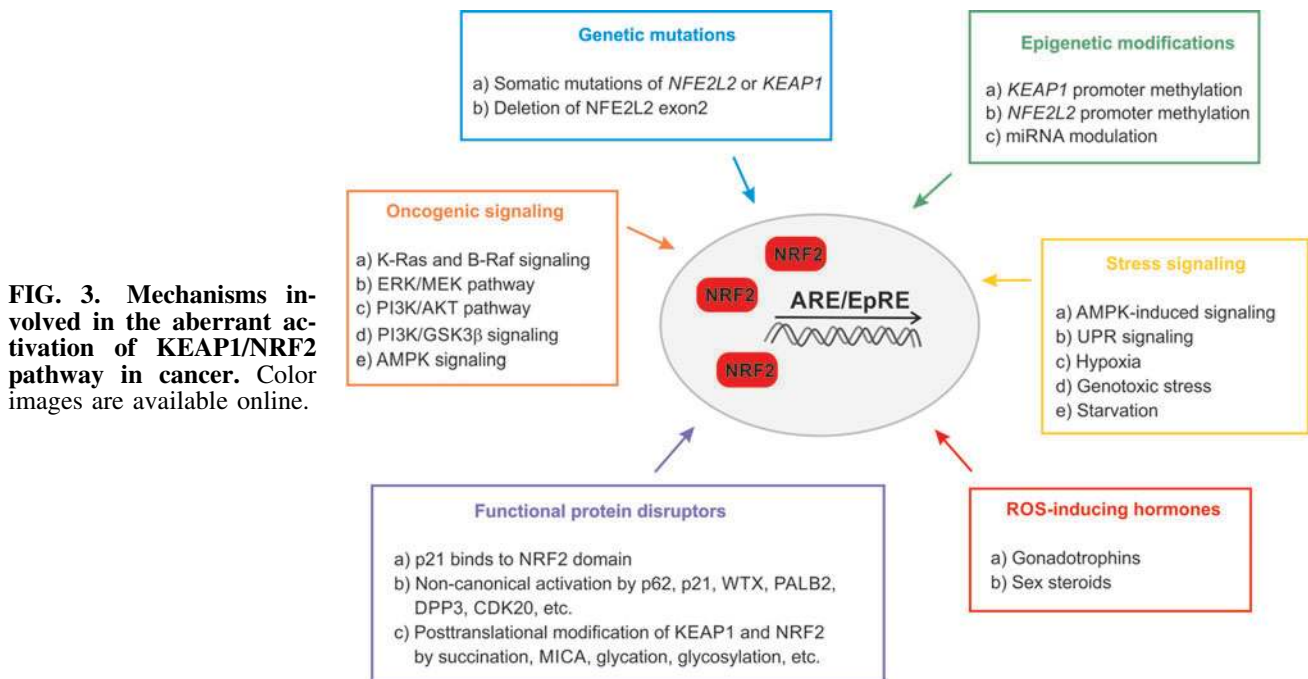 FIG. 3. Mechanisms in-
volved in the aberrant ac-
tivation of KEAP1/NRF2
pathway in cancer. Color
images are available online.
Genetic mutations
a) Somatic mutations of NFE2L2 or KEAP1
b) Deletion of NFE2L2 exon2
Epigenetic modifications
a) KEAP1 promoter methylation
b) NFE2L2 promoter methylation
c) miRNA modulation
Oncogenic signaling
a) K-Ras and B-Raf signaling
b) ERK/MEK pathway
c) PI3K/AKT pathway
d) PI3K/GSK3β signaling
e) AMPK signaling
NRF2
NRF2
NRF2
ARE/EpRE
Stress signaling
a) AMPK-induced signaling
b) UPR signaling
c) Hypoxia
d) Genotoxic stress
e) Starvation
Functional protein disruptors
a) p21 binds to NRF2 domain
b) Non-canonical activation by p62, p21, WTX, PALB2,
DPP3, CDK20, etc.
c) Posttranslational modification of KEAP1 and NRF2
by succination, MICA, glycation, glycosylation, etc.
ROS-inducing hormones
a) Gonadotrophins
b) Sex steroids